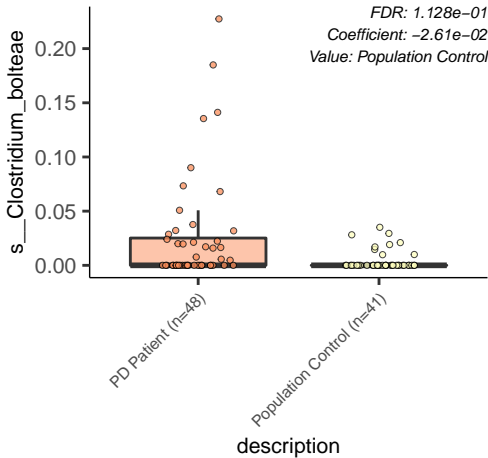 FDR: 1.128e−01
Coefficient: −2.61e−02
Value: Population Control
s__Clostridium_bolteae
0.20
0.15
0.10
0.05
0.00
PD Patient (n=48)
Population Control (n=41)
description